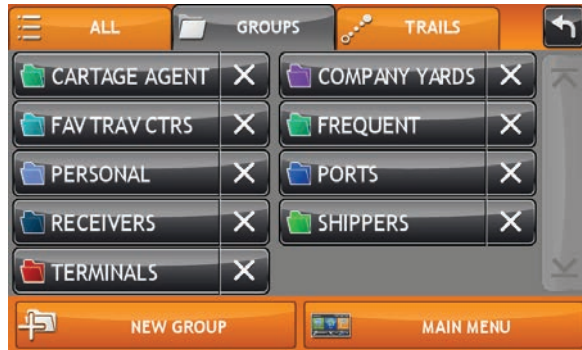 ALL GROUPS TRAILS
CARTAGE AGENT COMPANY YARDS
FAV TRAV CTRS FREQUENT
PERSONAL PORTS
RECEIVERS SHIPPERS
TERMINALS
NEW GROUP MAIN MENU